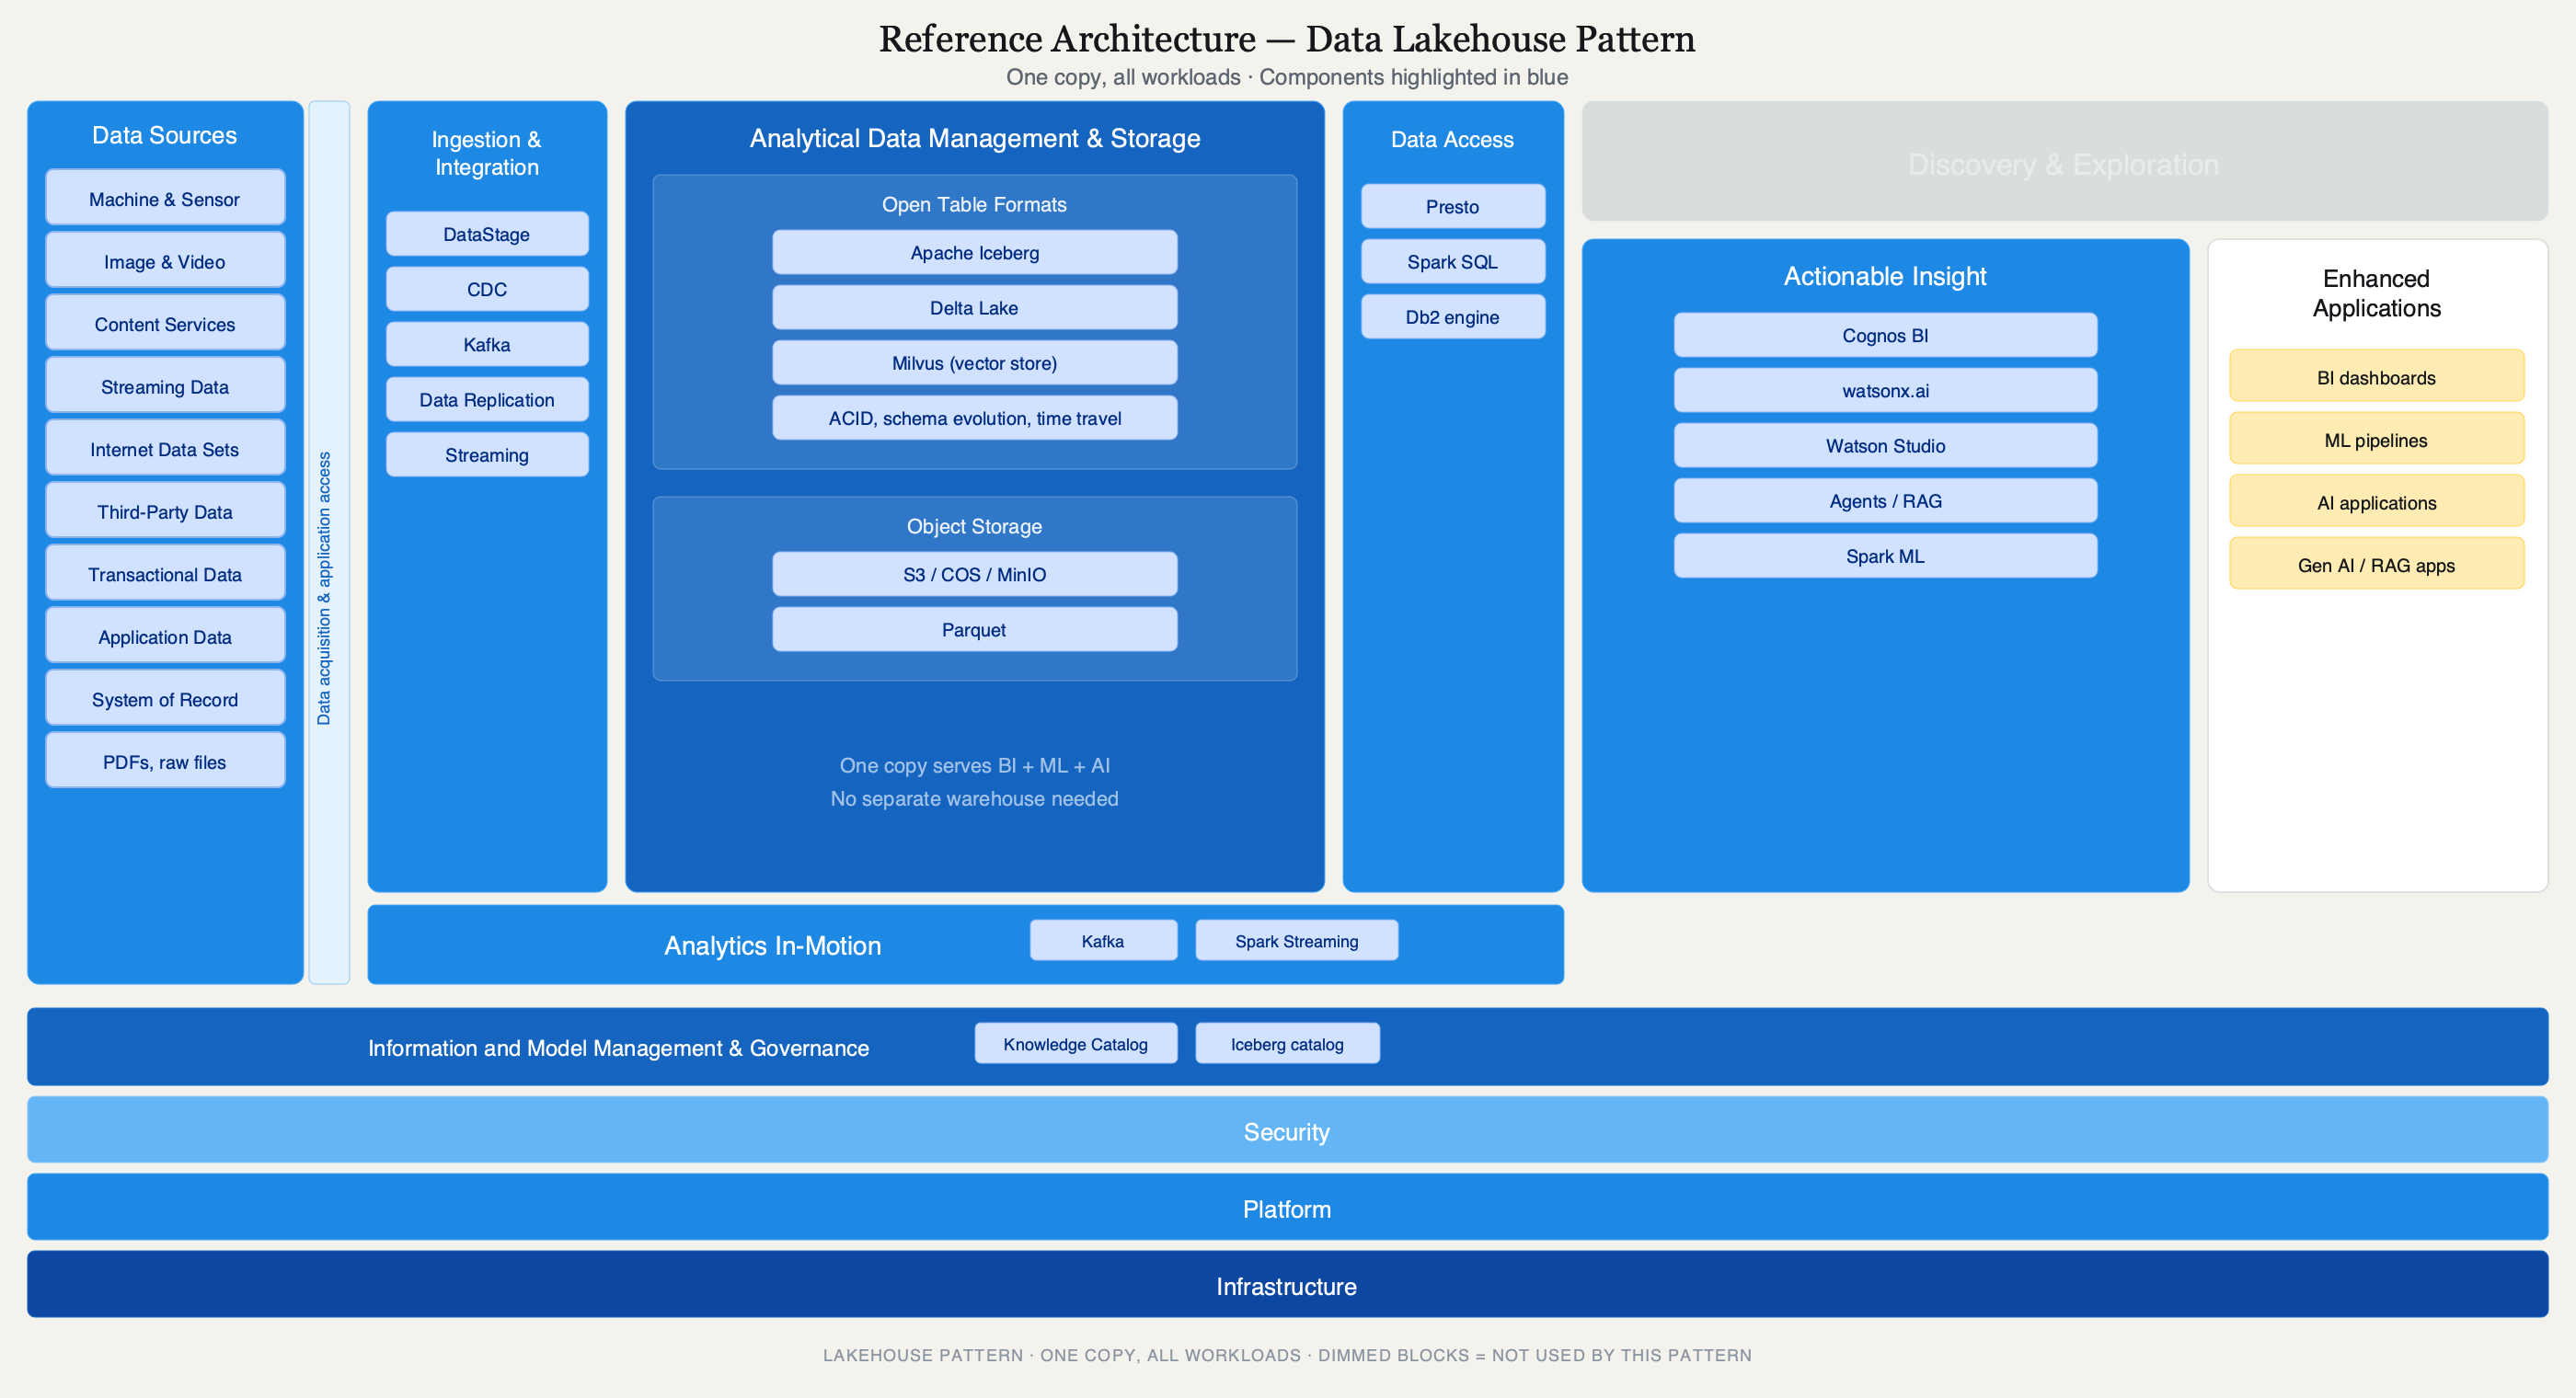 Reference Architecture — Data Lakehouse Pattern
One copy, all workloads · Components highlighted in blue
Data Sources
Machine & Sensor
Image & Video
Content Services
Streaming Data
Internet Data Sets
Third-Party Data
Transactional Data
Application Data
System of Record
PDFs, raw files
Data acquisition & application access
Ingestion &
Integration
DataStage
CDC
Kafka
Data Replication
Streaming
Analytical Data Management & Storage
Open Table Formats
Apache Iceberg
Delta Lake
Milvus (vector store)
ACID, schema evolution, time travel
Object Storage
S3 / COS / MinIO
Parquet
One copy serves BI + ML + AI
No separate warehouse needed
Data Access
Presto
Spark SQL
Db2 engine
Discovery & Exploration
Actionable Insight
Cognos BI
watsonx.ai
Watson Studio
Agents / RAG
Spark ML
Enhanced
Applications
BI dashboards
ML pipelines
AI applications
Gen AI / RAG apps
Analytics In-Motion
Kafka
Spark Streaming
Information and Model Management & Governance
Knowledge Catalog
Iceberg catalog
Security
Platform
Infrastructure
LAKEHOUSE PATTERN · ONE COPY, ALL WORKLOADS · DIMMED BLOCKS = NOT USED BY THIS PATTERN